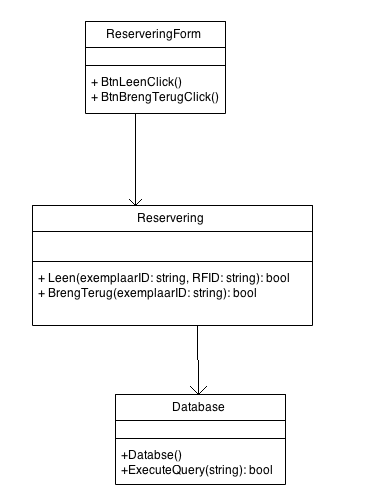 ReserveringForm
+ BtnLeenClick()
+ BtnBrengTerugClick()
Reservering
+ Leen(exemplaarID: string, RFID: string): bool
+ BrengTerug(exemplaarID: string): bool
Database
+Databse()
+ExecuteQuery(string): bool